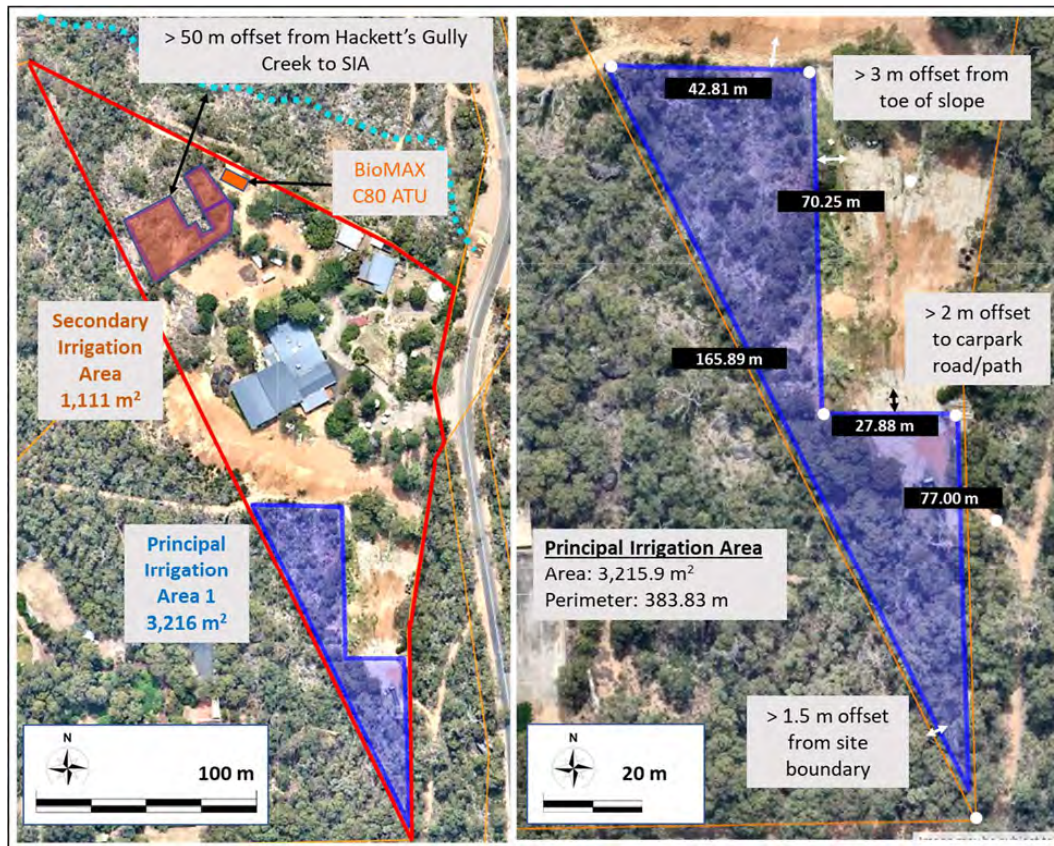 > 50 m offset from Hackett's Gully
Creek to SIA
BioMAX
C80 ATU
Secondary
Irrigation
Area
1,111 m²
Principal
Irrigation
Area 1
3,216 m²
N
100 m
42.81 m
> 3 m offset from
toe of slope
70.25 m
> 2 m offset
to carpark
road/path
165.89 m
27.88 m
77.00 m
Principal Irrigation Area
Area: 3,215.9 m²
Perimeter: 383.83 m
> 1.5 m offset
from site
boundary
N
20 m